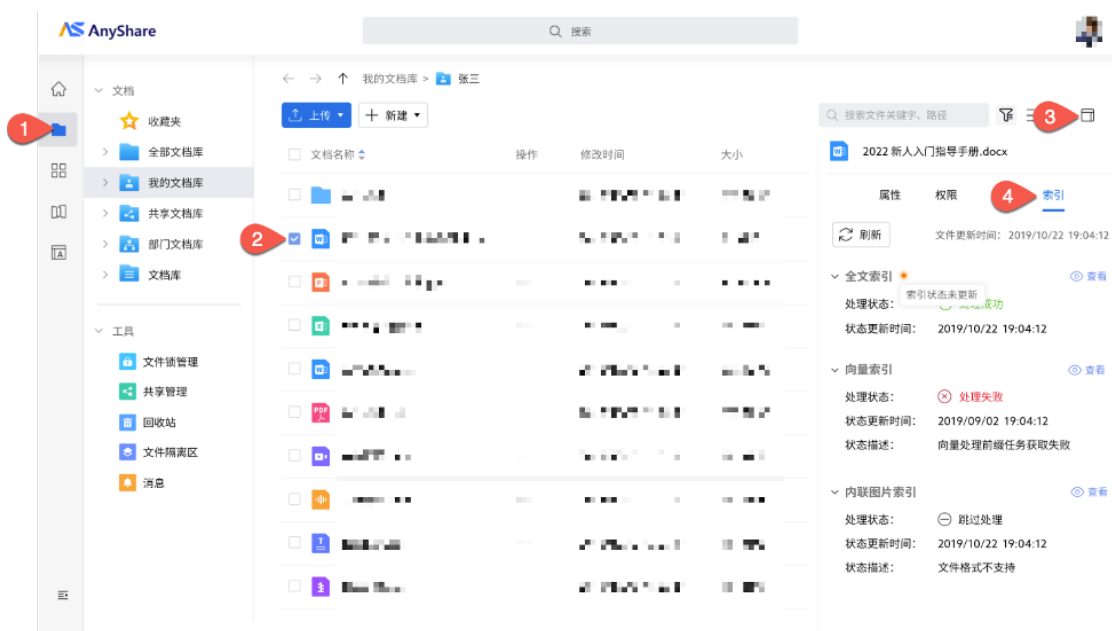 AnyShare
搜索
文档
收藏夹
全部文档库
我的文档库
共享文档库
部门文档库
文档库
工具
文件锁管理
共享管理
回收站
文件隔离区
消息
我的文档库 > 张三
上传
新建
文档名称
操作
修改时间
大小
1
2
3
4
搜索文件关键字、路径
2022 新人入门指导手册.docx
属性
权限
索引
刷新
文件更新时间: 2019/10/22 19:04:12
全文索引
查看
索引状态未更新
处理状态:
状态更新时间: 2019/10/22 19:04:12
向量索引
查看
处理状态: 处理失败
状态更新时间: 2019/09/02 19:04:12
状态描述: 向量处理前缀任务获取失败
内联图片索引
查看
处理状态: 跳过处理
状态更新时间: 2019/10/22 19:04:12
状态描述: 文件格式不支持